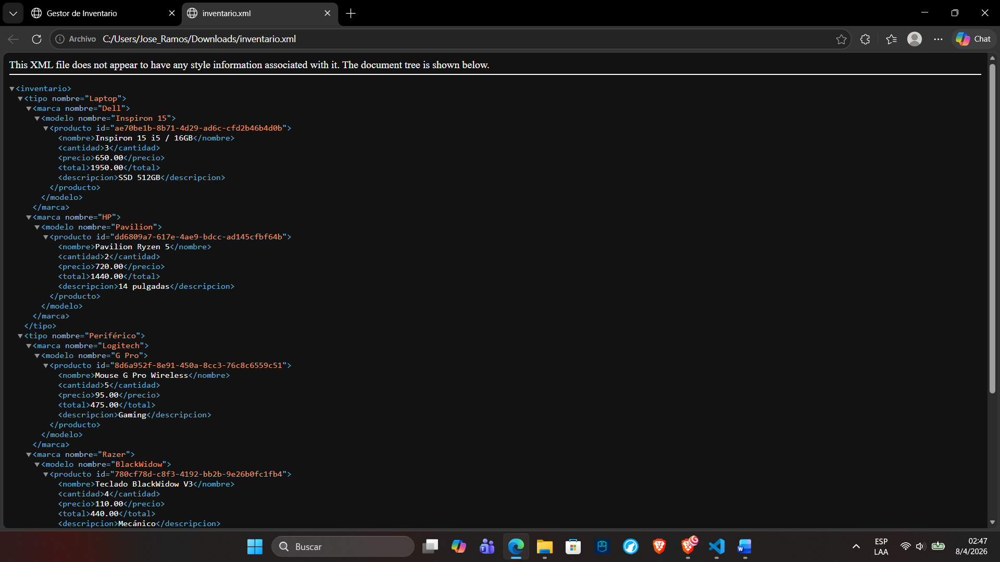 Gestor de Inventario
inventario.xml
Archivo C:/Users/Jose_Ramos/Downloads/inventario.xml
Chat
This XML file does not appear to have any style information associated with it. The document tree is shown below.
▼<inventario>
▼<tipo nombre="Laptop">
▼<marca nombre="Dell">
▼<modelo nombre="Inspiron 15">
▼<producto id="ae70be1b-8b71-4d29-ad6c-cfd2b46b4d0b">
<nombre>Inspiron 15 i5 / 16GB</nombre>
<cantidad>3</cantidad>
<precio>650.00</precio>
<total>1950.00</total>
<descripcion>SSD 512GB</descripcion>
</producto>
</modelo>
</marca>
▼<marca nombre="HP">
▼<modelo nombre="Pavilion">
▼<producto id="dd6809a7-617e-4ae9-bdcc-ad145cfbf64b">
<nombre>Pavilion Ryzen 5</nombre>
<cantidad>2</cantidad>
<precio>720.00</precio>
<total>1440.00</total>
<descripcion>14 pulgadas</descripcion>
</producto>
</modelo>
</marca>
</tipo>
▼<tipo nombre="Periférico">
▼<marca nombre="Logitech">
▼<modelo nombre="G Pro">
▼<producto id="8d6a952f-8e91-450a-8cc3-76c8c6559c51">
<nombre>Mouse G Pro Wireless</nombre>
<cantidad>5</cantidad>
<precio>95.00</precio>
<total>475.00</total>
<descripcion>Gaming</descripcion>
</producto>
</modelo>
</marca>
▼<marca nombre="Razer">
▼<modelo nombre="BlackWidow">
▼<producto id="780cf78d-c8f3-4192-bb2b-9e26b0fc1fb4">
<nombre>Teclado BlackWidow V3</nombre>
<cantidad>4</cantidad>
<precio>110.00</precio>
<total>440.00</total>
<descripcion>Mecánico</descripcion>
Buscar
ESP
LAA
02:47
8/4/2026